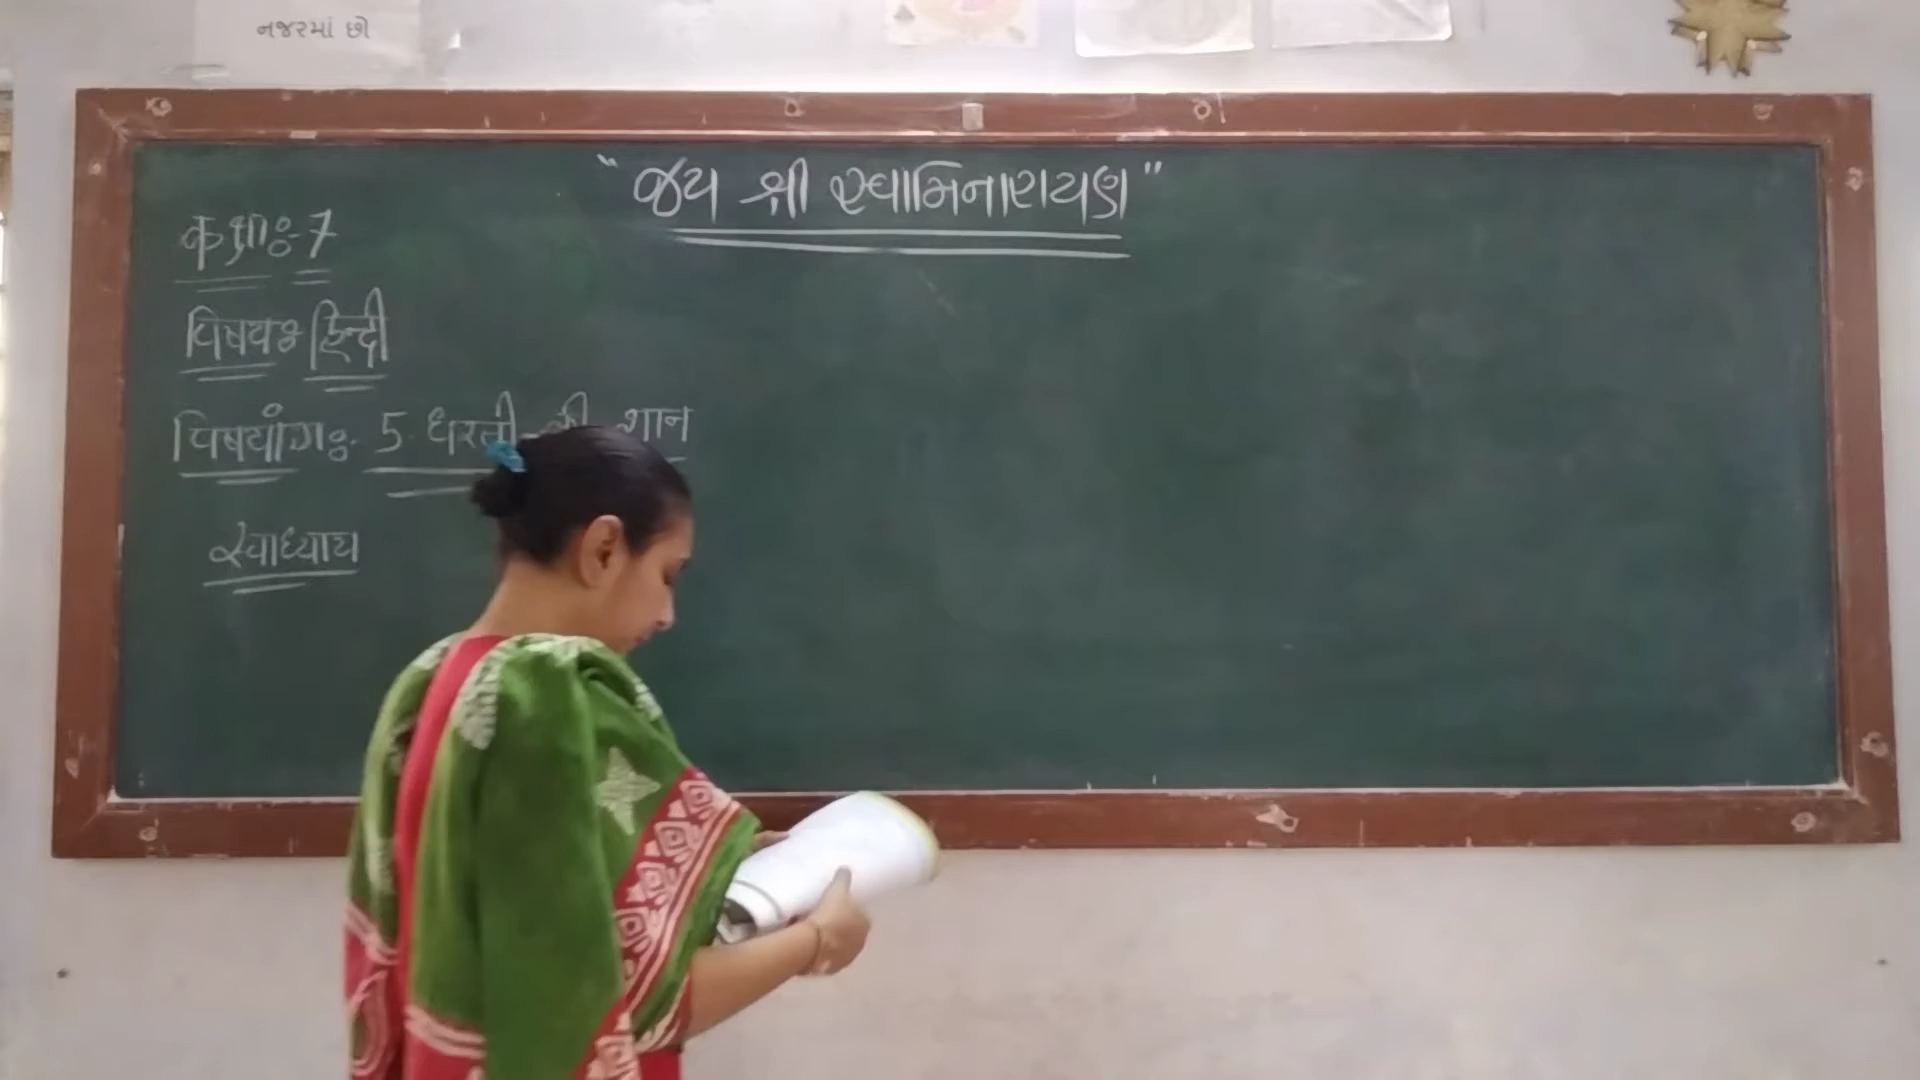 નજરમાં છો
"જય શ્રી સ્વામિનારાયણ"
कक्षाः- 7
विषयः हिन्दी
विषयांगः- 5. धरती की शान
स्वाध्याय